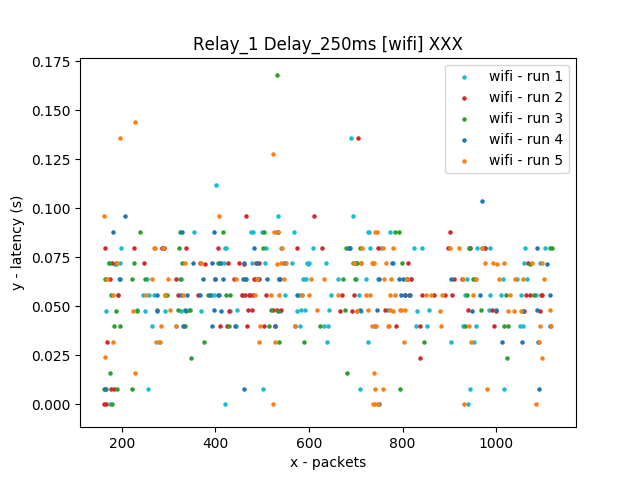 Relay_1 Delay_250ms [wifi] XXX
0.175
0.150
0.125
0.100
0.075
0.050
0.025
0.000
y - latency (s)
wifi - run 1
wifi - run 2
wifi - run 3
wifi - run 4
wifi - run 5
200 400 600 800 1000
x - packets